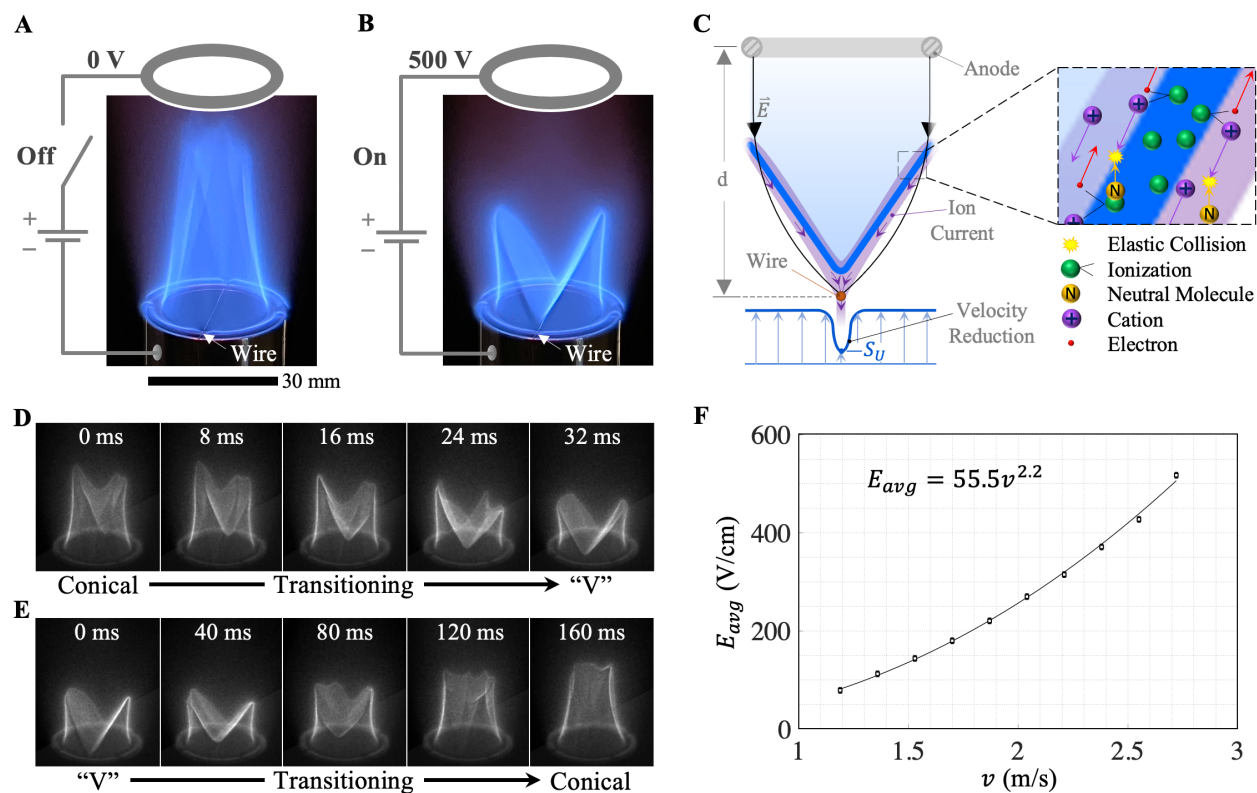 A
0 V
Off
+
−
Wire
30 mm
B
500 V
On
+
−
Wire
C
Anode
E⃗
d
Ion
Current
Wire
Velocity
Reduction
S_U
+
+
+
+
+
N
N
Elastic Collision
Ionization
N Neutral Molecule
+ Cation
Electron
D
0 ms 8 ms 16 ms 24 ms 32 ms
Conical Transitioning “V”
E
0 ms 40 ms 80 ms 120 ms 160 ms
“V” Transitioning Conical
F
E_avg = 55.5v^2.2
E_avg (V/cm)
600
400
200
0
1 1.5 2 2.5 3
v (m/s)